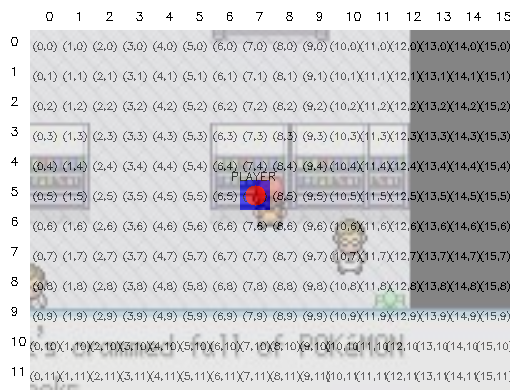 0 1 2 3 4 5 6 7 8 9 10 11 12 13 14 15
0 (0,0) (1,0) (2,0) (3,0) (4,0) (5,0) (6,0) (7,0) (8,0) (9,0) (10,0) (11,0) (12,0) (13,0) (14,0) (15,0)
1 (0,1) (1,1) (2,1) (3,1) (4,1) (5,1) (6,1) (7,1) (8,1) (9,1) (10,1) (11,1) (12,1) (13,1) (14,1) (15,1)
2 (0,2) (1,2) (2,2) (3,2) (4,2) (5,2) (6,2) (7,2) (8,2) (9,2) (10,2) (11,2) (12,2) (13,2) (14,2) (15,2)
3 (0,3) (1,3) (2,3) (3,3) (4,3) (5,3) (6,3) (7,3) (8,3) (9,3) (10,3) (11,3) (12,3) (13,3) (14,3) (15,3)
4 (0,4) (1,4) (2,4) (3,4) (4,4) (5,4) (6,4) (7,4) (8,4) (9,4) (10,4) (11,4) (12,4) (13,4) (14,4) (15,4)
PLAYER
5 (0,5) (1,5) (2,5) (3,5) (4,5) (5,5) (6,5) (8,5) (9,5) (10,5) (11,5) (12,5) (13,5) (14,5) (15,5)
6 (0,6) (1,6) (2,6) (3,6) (4,6) (5,6) (6,6) (7,6) (8,6) (9,6) (10,6) (11,6) (12,6) (13,6) (14,6) (15,6)
7 (0,7) (1,7) (2,7) (3,7) (4,7) (5,7) (6,7) (7,7) (8,7) (9,7) (10,7) (11,7) (12,7) (13,7) (14,7) (15,7)
8 (0,8) (1,8) (2,8) (3,8) (4,8) (5,8) (6,8) (7,8) (8,8) (9,8) (10,8) (11,8) (12,8) (13,8) (14,8) (15,8)
9 (0,9) (1,9) (2,9) (3,9) (4,9) (5,9) (6,9) (7,9) (8,9) (9,9) (10,9) (11,9) (12,9) (13,9) (14,9) (15,9)
10 (0,10) (1,10) (2,10) (3,10) (4,10) (5,10) (6,10) (7,10) (8,10) (9,10) (10,10) (11,10) (12,10) (13,10) (14,10) (15,10)
's crammed full of POKéMON
11 (0,11) (1,11) (2,11) (3,11) (4,11) (5,11) (6,11) (7,11) (8,11) (9,11) (10,11) (11,11) (12,11) (13,11) (14,11) (15,11)
ooks